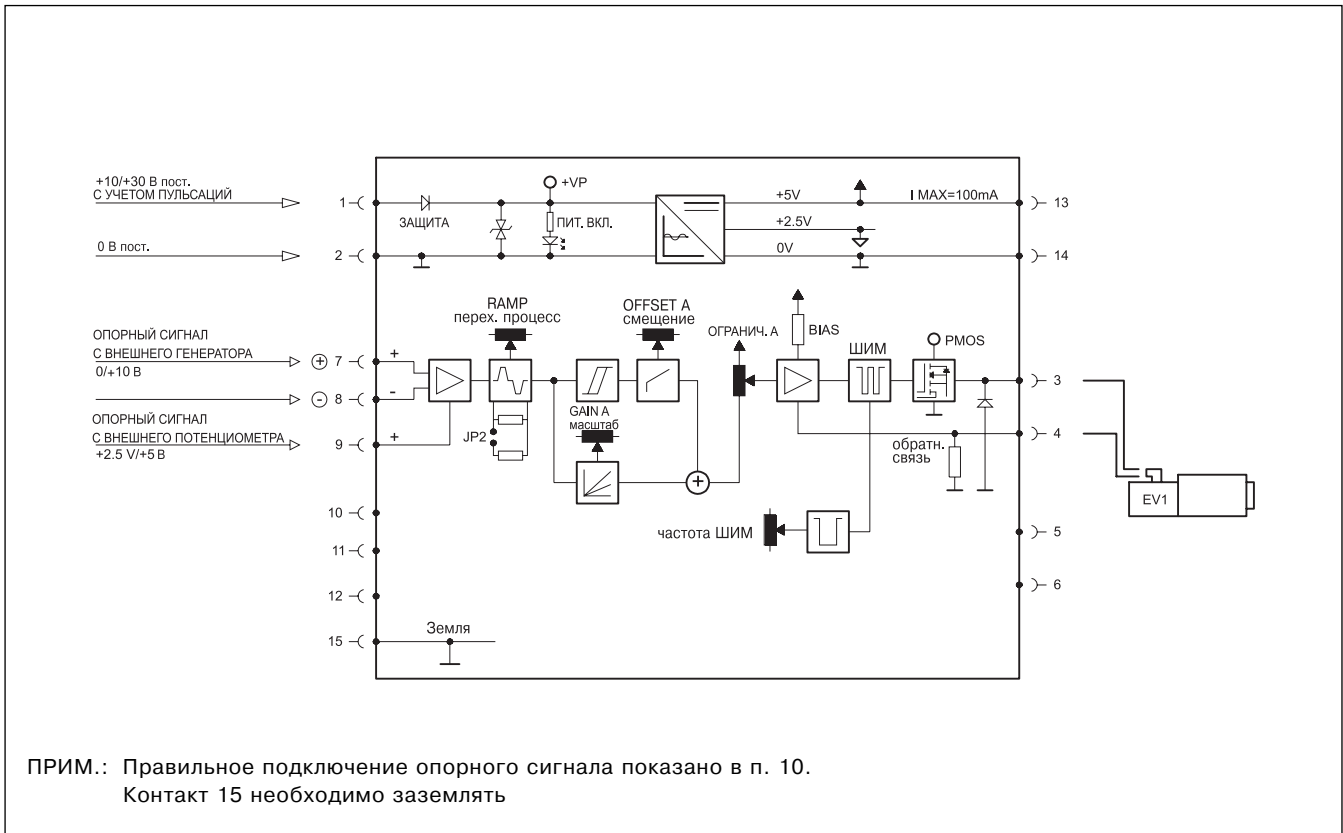 +10/+30 В пост.
С УЧЕТОМ ПУЛЬСАЦИЙ
1
ЗАЩИТА
+VP
ПИТ. ВКЛ.
+5V
I MAX=100mA
13
+2.5V
0 В пост.
2
0V
14
RAMP
перех. процесс
OFFSET A
смещение
ОГРАНИЧ. А
BIAS
ШИМ
PMOS
ОПОРНЫЙ СИГНАЛ
С ВНЕШНЕГО ГЕНЕРАТОРА
0/+10 В
+ 7
+
3
- 8
-
ОПОРНЫЙ СИГНАЛ
С ВНЕШНЕГО ПОТЕНЦИОМЕТРА
+2.5 V/+5 В
9
+
JP2
GAIN A
масштаб
+
обратн.
связь
4
EV1
10
11
частота ШИМ
5
12
6
15
Земля
ПРИМ.: Правильное подключение опорного сигнала показано в п. 10.
Контакт 15 необходимо заземлять